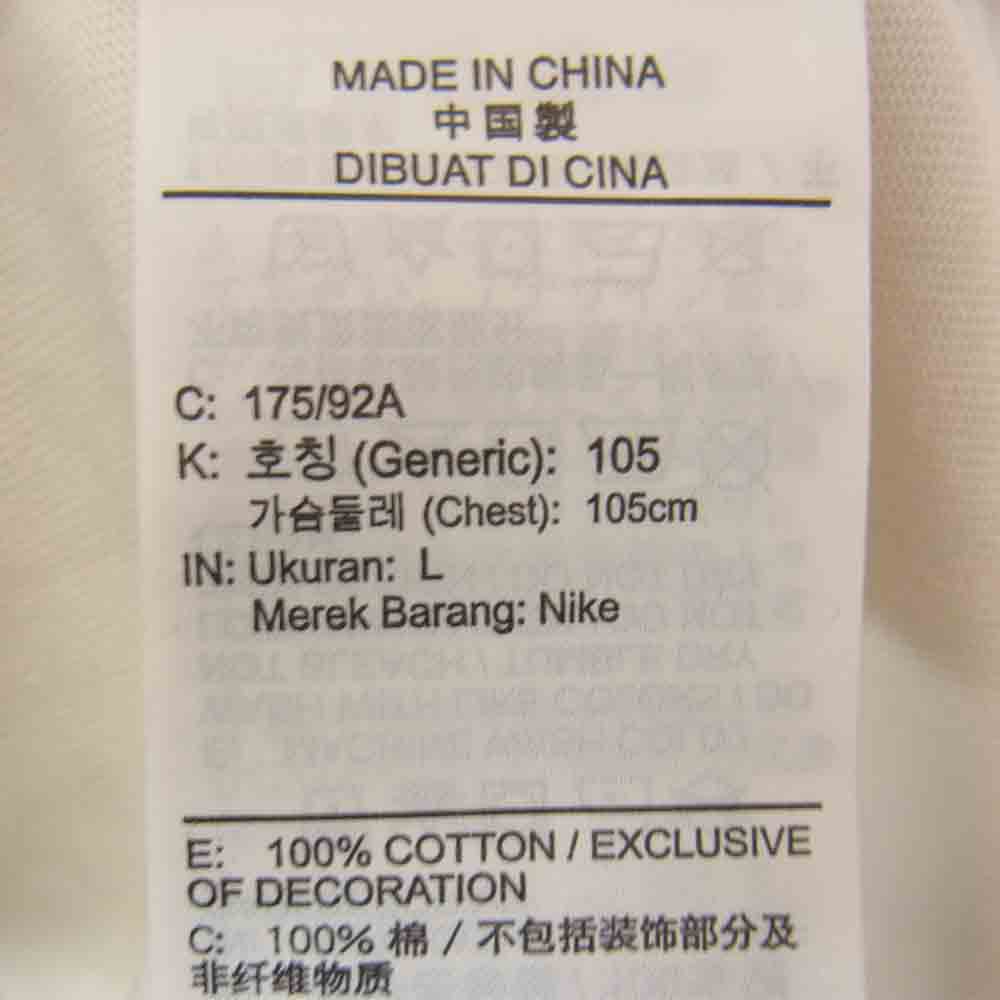 MADE IN CHINA
中国製
DIBUAT DI CINA
C: 175/92A
K: 호칭 (Generic): 105
가슴둘레 (Chest): 105cm
IN: Ukuran: L
Merek Barang: Nike
E: 100% COTTON / EXCLUSIVE
OF DECORATION
C: 100% 棉 / 不包括装饰部分及
非纤维物质